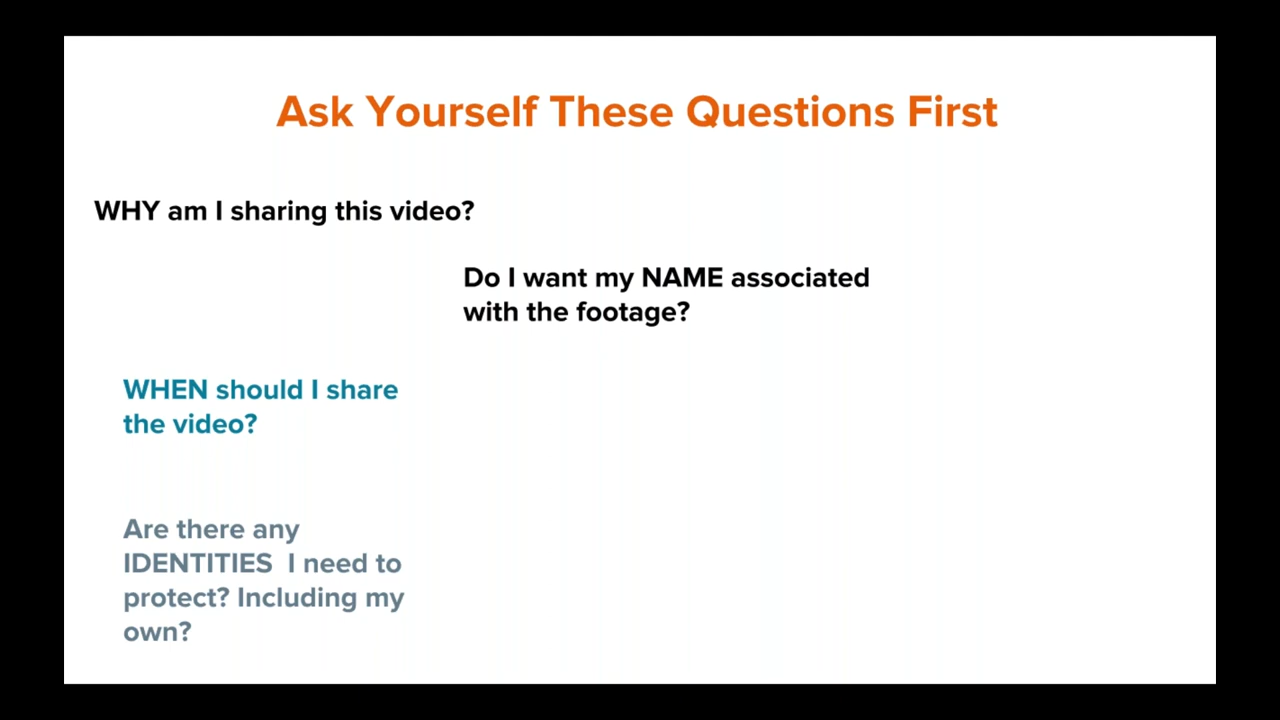 Ask Yourself These Questions First
WHY am I sharing this video?
Do I want my NAME associated
with the footage?
WHEN should I share
the video?
Are there any
IDENTITIES  I need to
protect? Including my
own?